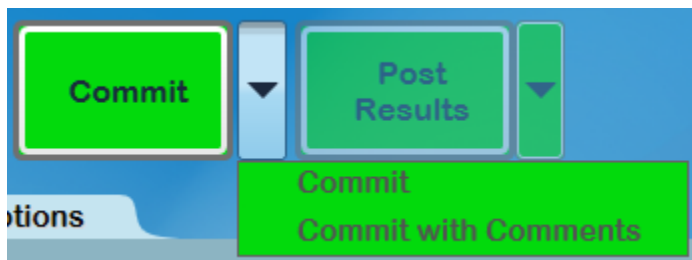 Commit
Post
Results
Commit
Commit with Comments
otions